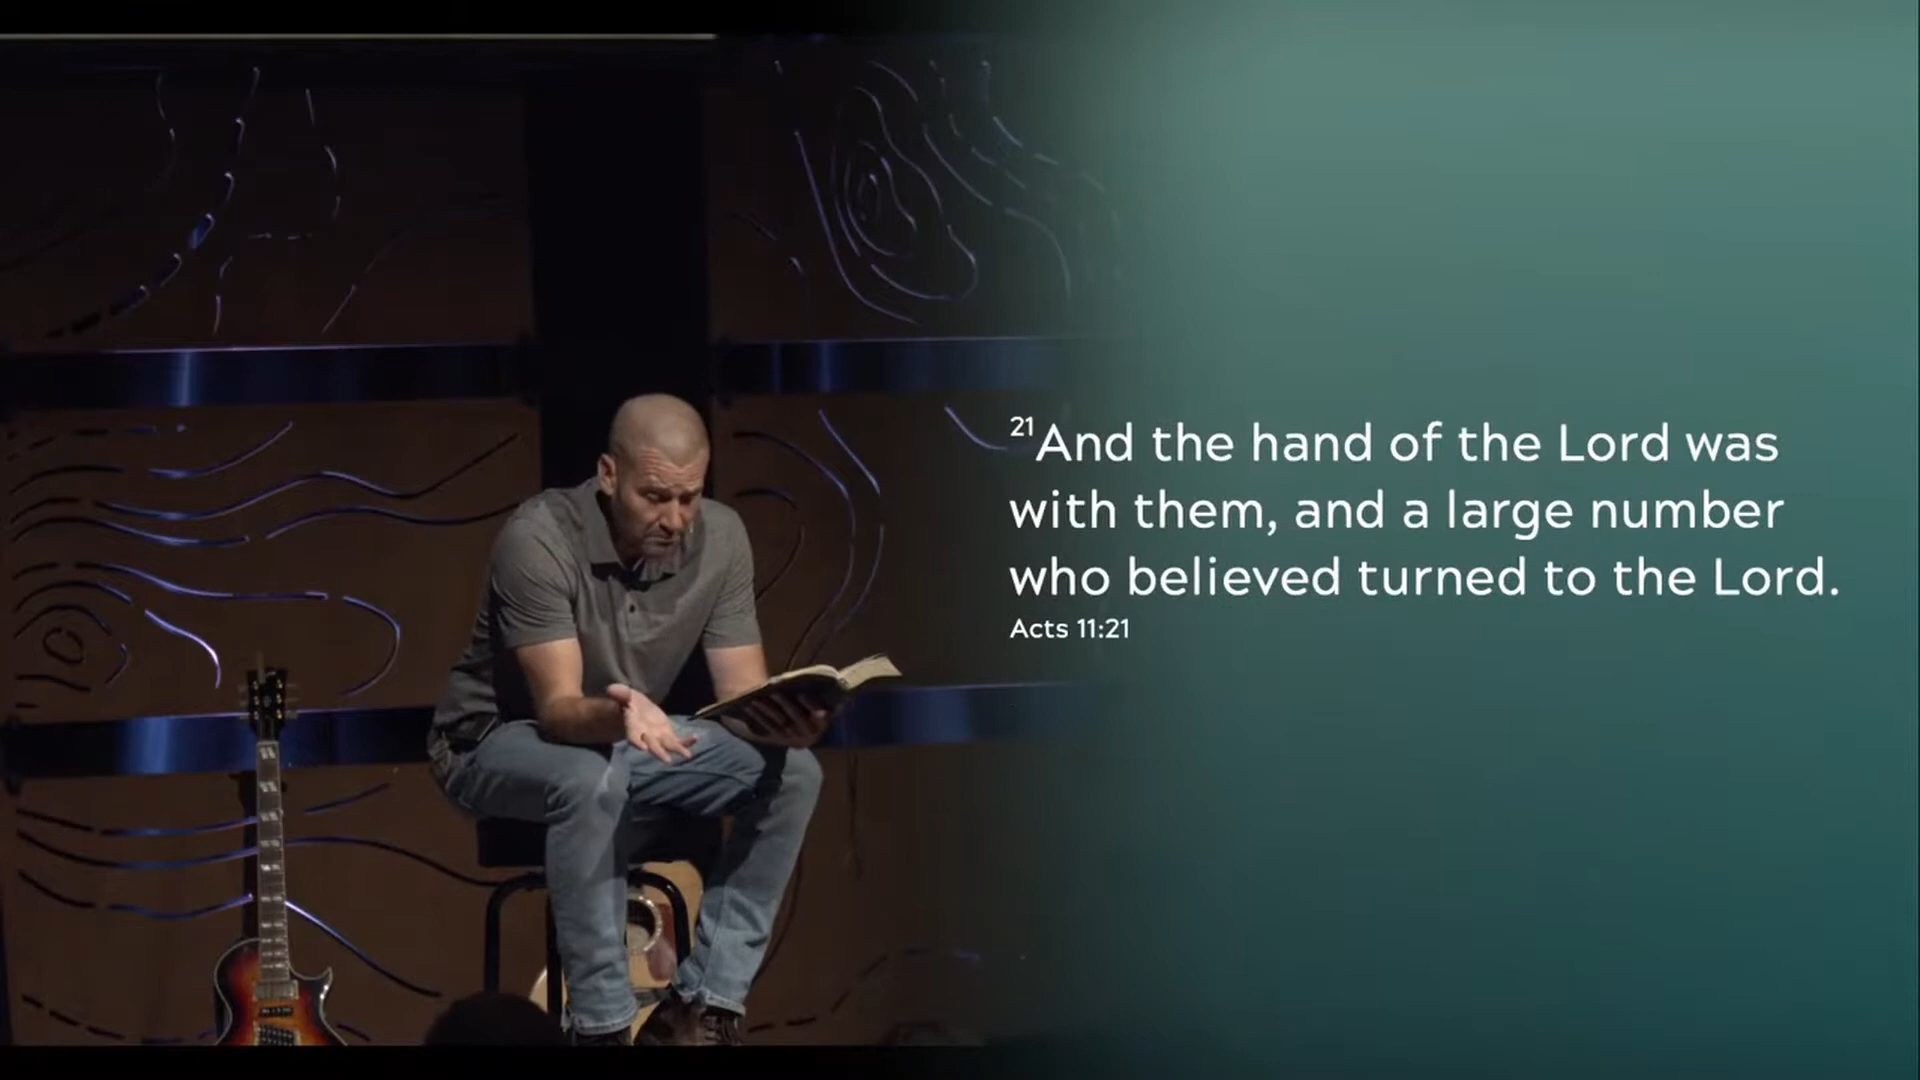 21And the hand of the Lord was
with them, and a large number
who believed turned to the Lord.
Acts 11:21